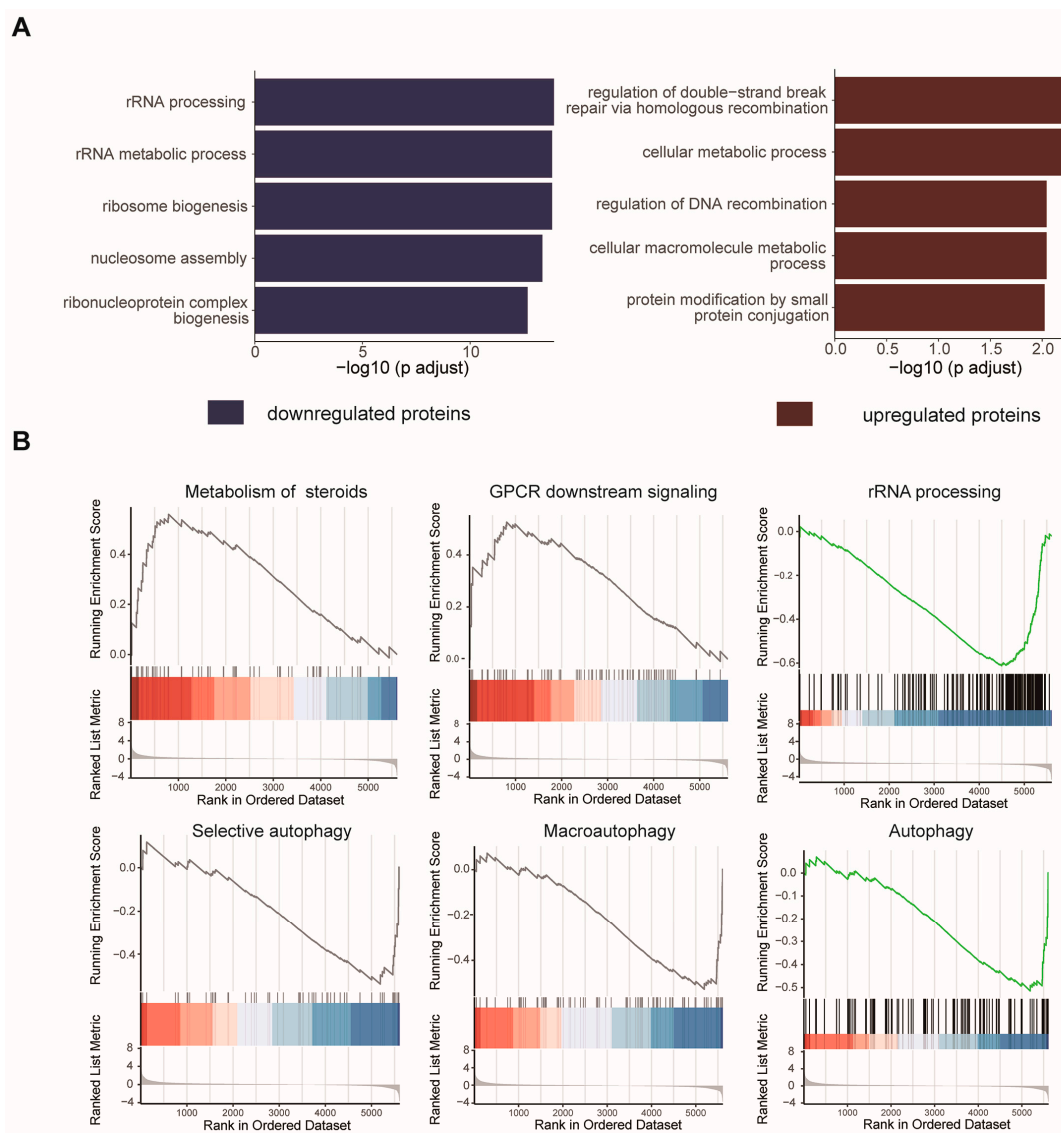 A
rRNA processing
rRNA metabolic process
ribosome biogenesis
nucleosome assembly
ribonucleoprotein complex
biogenesis
0
5
10
−log10 (p adjust)
downregulated proteins
regulation of double−strand break
repair via homologous recombination
cellular metabolic process
regulation of DNA recombination
cellular macromolecule metabolic
process
protein modification by small
protein conjugation
0.0
0.5
1.0
1.5
2.0
−log10 (p adjust)
upregulated proteins
B
Metabolism of steroids
Running Enrichment Score
0.4
0.2
0.0
Ranked List Metric
8
4
0
−4
1000 2000 3000 4000 5000
Rank in Ordered Dataset
GPCR downstream signaling
Running Enrichment Score
0.4
0.2
0.0
Ranked List Metric
8
4
0
−4
1000 2000 3000 4000 5000
Rank in Ordered Dataset
rRNA processing
Running Enrichment Score
0.0
−0.2
−0.4
−0.6
Ranked List Metric
8
4
0
−4
1000 2000 3000 4000 5000
Rank in Ordered Dataset
Selective autophagy
Running Enrichment Score
0.0
−0.2
−0.4
Ranked List Metric
8
4
0
−4
1000 2000 3000 4000 5000
Rank in Ordered Dataset
Macroautophagy
Running Enrichment Score
0.0
−0.2
−0.4
Ranked List Metric
8
4
0
−4
1000 2000 3000 4000 5000
Rank in Ordered Dataset
Autophagy
Running Enrichment Score
0.0
−0.1
−0.2
−0.3
−0.4
−0.5
Ranked List Metric
8
4
0
−4
1000 2000 3000 4000 5000
Rank in Ordered Dataset